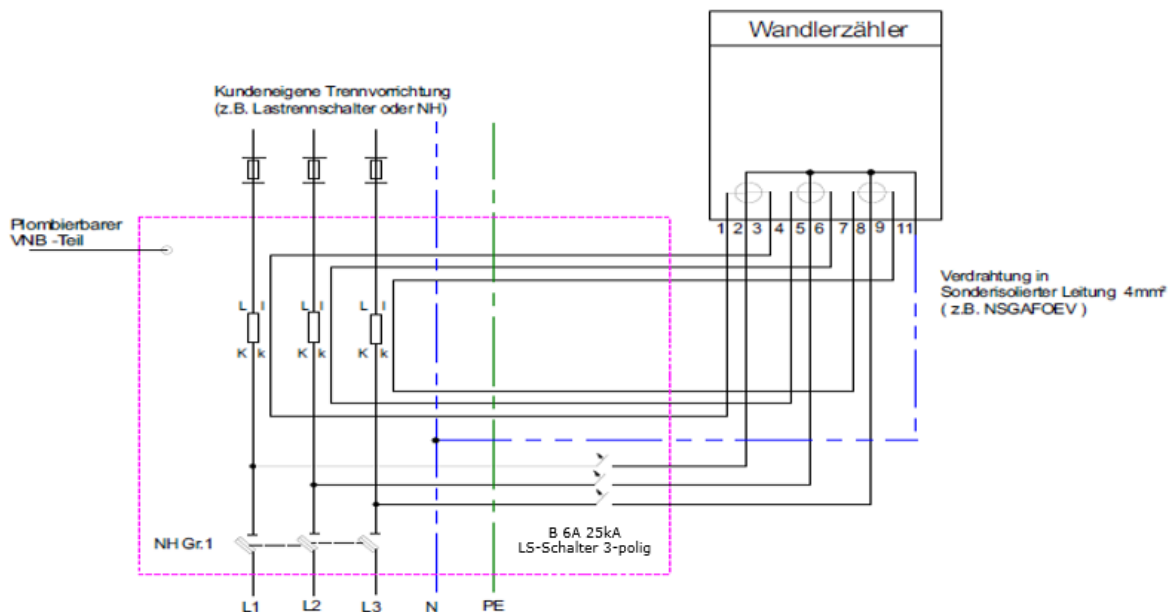 Wandlerzähler
Kundeneigene Trennvorrichtung
(z.B. Lastrennschalter oder NH)
Plombierbarer
VNB -Teil
1 2 3 4 5 6 7 8 9 11
Verdrahtung in
Sonderisolierter Leitung 4mm²
( z.B. NSGAFOEV )
L l L l L l
K k K k K k
B 6A 25kA
LS-Schalter 3-polig
NH Gr.1
L1 L2 L3 N PE